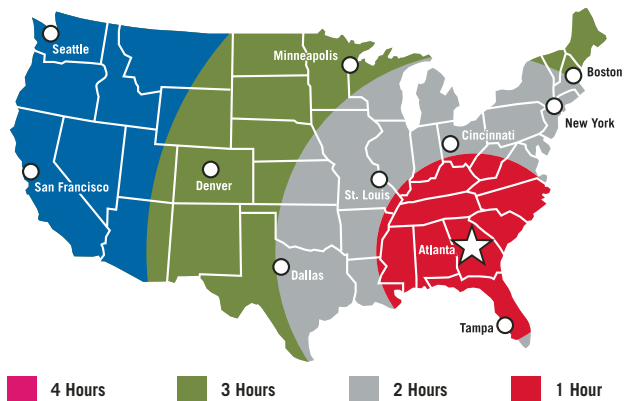 Seattle
Minneapolis
Boston
New York
Cincinnati
San Francisco
Denver
St. Louis
Atlanta
Dallas
Tampa
4 Hours
3 Hours
2 Hours
1 Hour